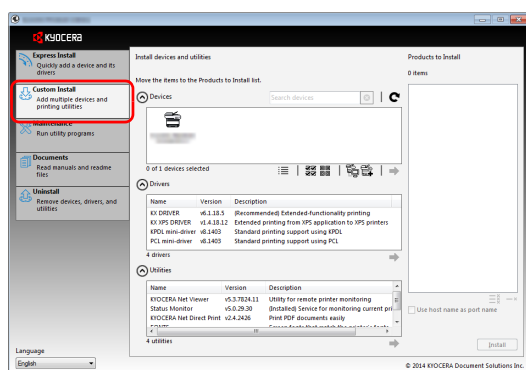 KYOCERA
Express Install
Quickly add a device and its
drivers
Custom Install
Add multiple devices and
printing utilities
Maintenance
Run utility programs
Documents
Read manuals and readme
files
Uninstall
Remove devices, drivers, and
utilities
Language
English
Install devices and utilities
Move the items to the Products to Install list.
Devices
Search devices
0 of 1 devices selected
Drivers
Name Version Description
KX DRIVER v6.1.18.5 (Recommended) Extended-functionality printing
KX XPS DRIVER v1.4.18.12 Extended printing from XPS application to XPS printers
KPDL mini-driver v8.1403 Standard printing support using KPDL
PCL mini-driver v8.1403 Standard printing support using PCL
4 drivers
Utilities
Name Version Description
KYOCERA Net Viewer v5.3.7824.11 Utility for remote printer monitoring
Status Monitor v5.0.29.30 (Installed) Service for monitoring current pri
KYOCERA Net Direct Print v2.4.2426 Print PDF documents easily
4 utilities
Products to Install
0 items
Use host name as port name
Install
© 2014 KYOCERA Document Solutions Inc.